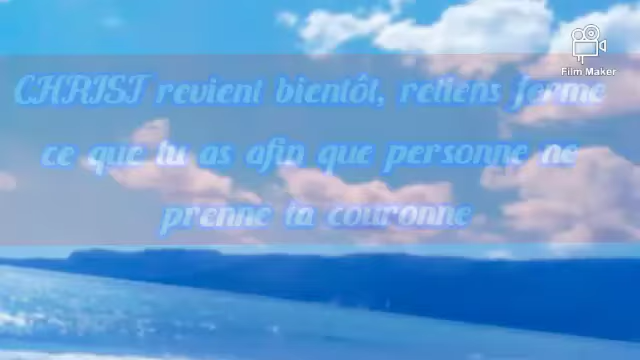 Film Maker
CHRIST revient bientôt, retiens ferme
ce que tu as afin que personne ne
prenne ta couronne